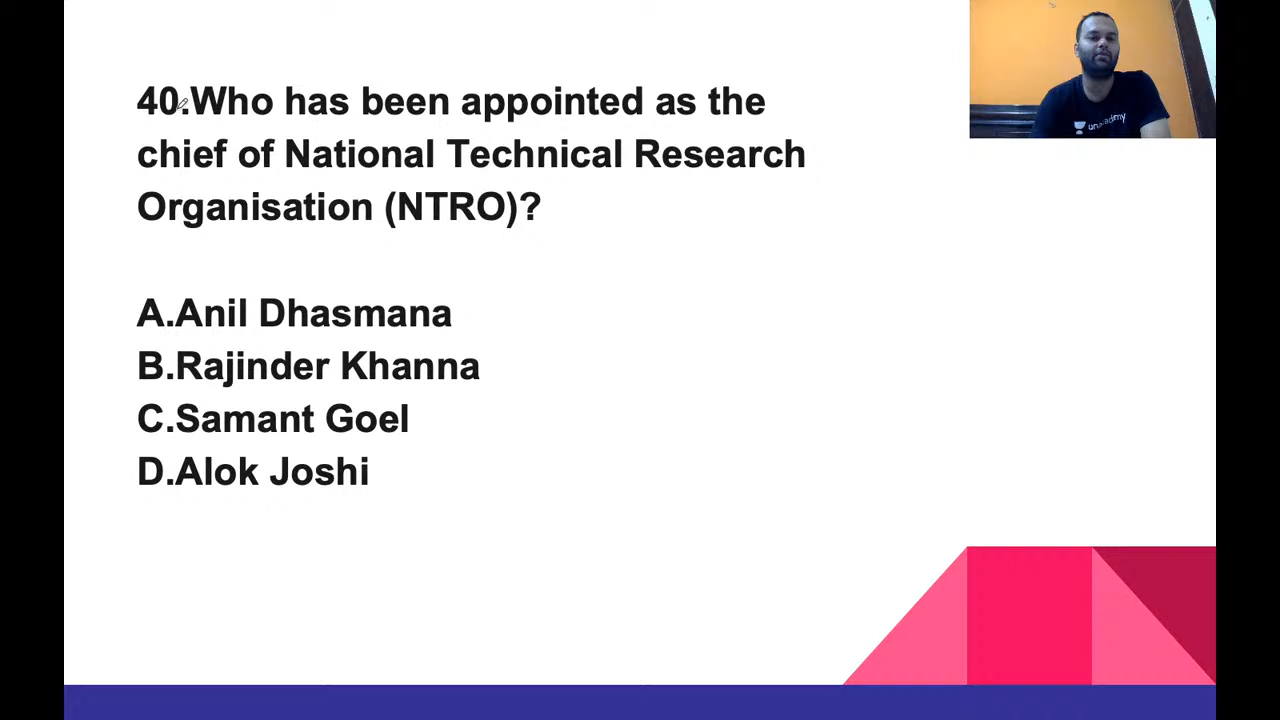 40.Who has been appointed as the
chief of National Technical Research
Organisation (NTRO)?
A.Anil Dhasmana
B.Rajinder Khanna
C.Samant Goel
D.Alok Joshi
unacademy